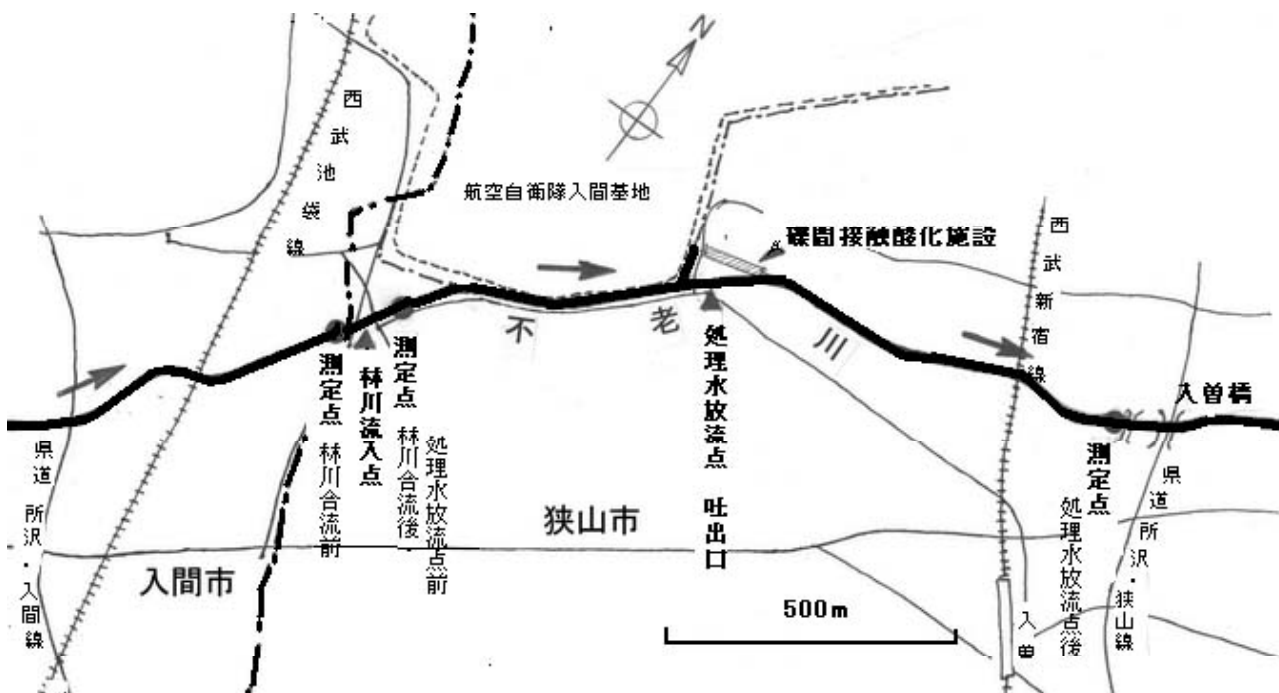 N
西武池袋線
航空自衛隊入間基地
礫間接触酸化施設
西武新宿線
不老川
入曽橋
測定点 林川合流前
林川流入点
測定点 林川合流後・
処理水放流点前
処理水放流点 吐出口
測定点
処理水放流点後
県道 所沢・入間線
県道 所沢・狭山線
入間市
狭山市
500m
入曽